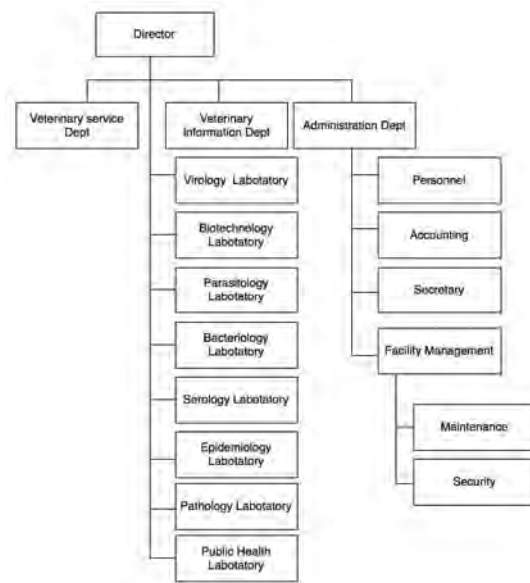 Director
Veterinary service
Dept
Veterinary
Information Dept
Administration Dept
Virology Labotatory
Biotechnology
Labotatory
Parasitology
Labotatory
Bacteriology
Labotatory
Serology Labotatory
Epidemiology
Labotatory
Pathology Labotatory
Public Health
Labotatory
Personnel
Accounting
Secretary
Facility Management
Maintenance
Security